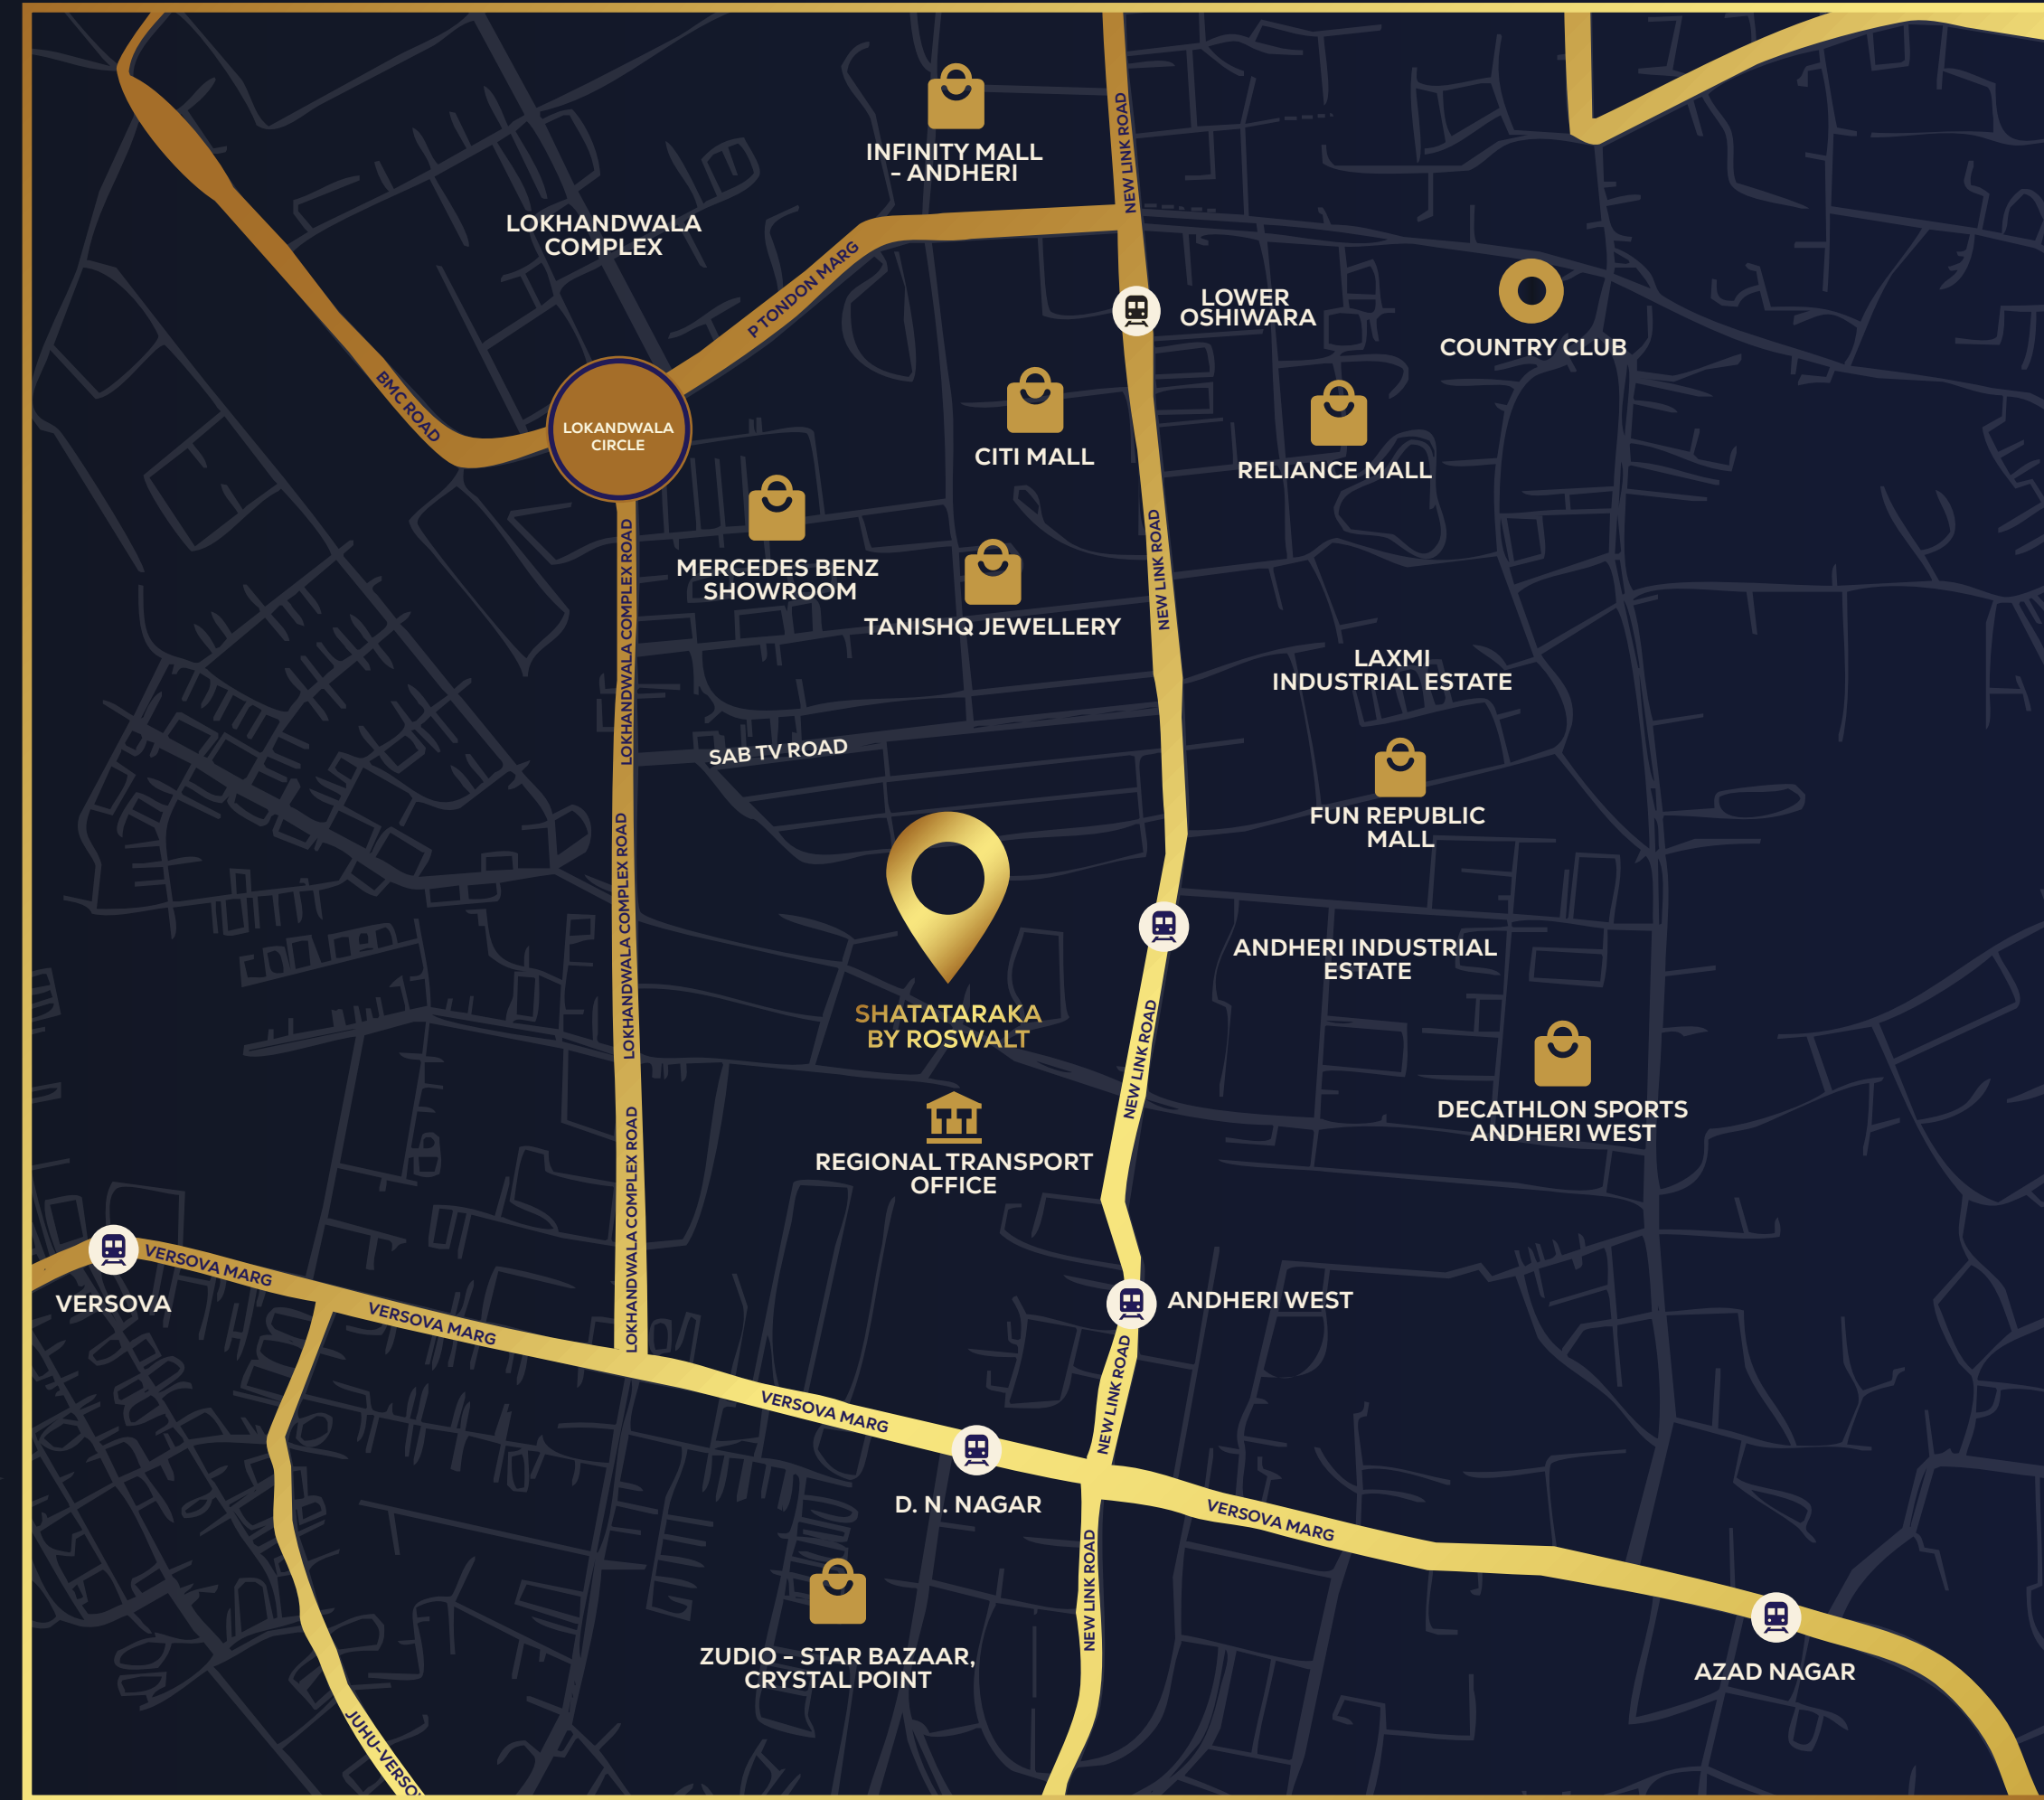 NEW LINK ROAD
INFINITY MALL
- ANDHERI
LOKHANDWALA
COMPLEX
P TONDON MARG
LOWER
OSHIWARA
COUNTRY CLUB
BMC ROAD
LOKANDWALA
CIRCLE
CITI MALL
RELIANCE MALL
MERCEDES BENZ
SHOWROOM
TANISHQ JEWELLERY
NEW LINK ROAD
LOKHANDWALA COMPLEX ROAD
LAXMI
INDUSTRIAL ESTATE
SAB TV ROAD
FUN REPUBLIC
MALL
LOKHANDWALA COMPLEX ROAD
ANDHERI INDUSTRIAL
ESTATE
SHATATARAKA
BY ROSWALT
NEW LINK ROAD
DECATHLON SPORTS
ANDHERI WEST
REGIONAL TRANSPORT
OFFICE
LOKHANDWALA COMPLEX ROAD
VERSOVA MARG
VERSOVA
VERSOVA MARG
ANDHERI WEST
NEW LINK ROAD
VERSOVA MARG
D. N. NAGAR
VERSOVA MARG
NEW LINK ROAD
ZUDIO - STAR BAZAAR,
CRYSTAL POINT
AZAD NAGAR
JUHU-VERSO